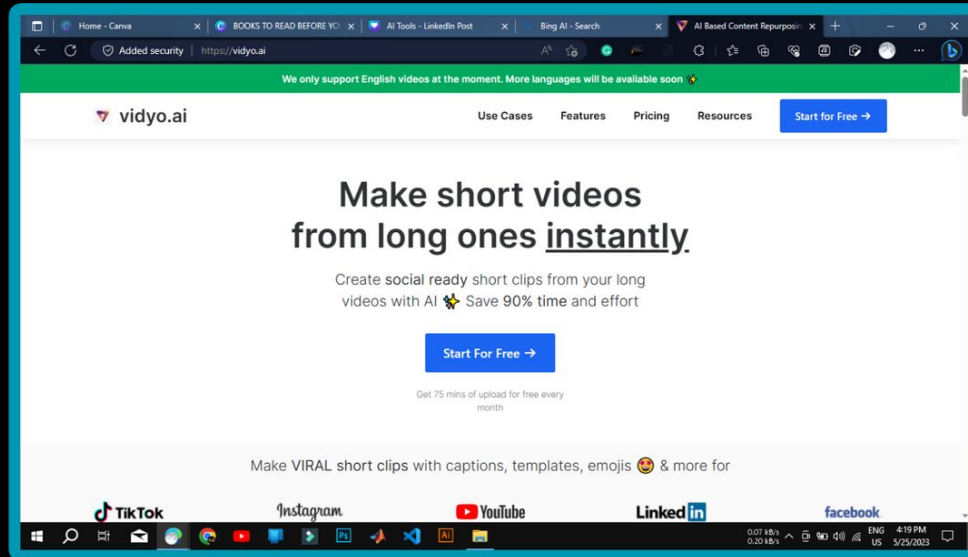 Home - Canva
BOOKS TO READ BEFORE YO
AI Tools - LinkedIn Post
Bing AI - Search
AI Based Content Repurposin
Added security
https://vidyo.ai
We only support English videos at the moment. More languages will be available soon ✨
vidyo.ai
Use Cases
Features
Pricing
Resources
Start for Free →
Make short videos
from long ones instantly
Create social ready short clips from your long
videos with AI ✨ Save 90% time and effort
Start For Free →
Get 75 mins of upload for free every
month
Make VIRAL short clips with captions, templates, emojis 🤩 & more for
TikTok
Instagram
YouTube
Linked in
facebook
Ps
Ai
0.07 kB/s
0.20 kB/s
ENG
US
4:19 PM
5/25/2023